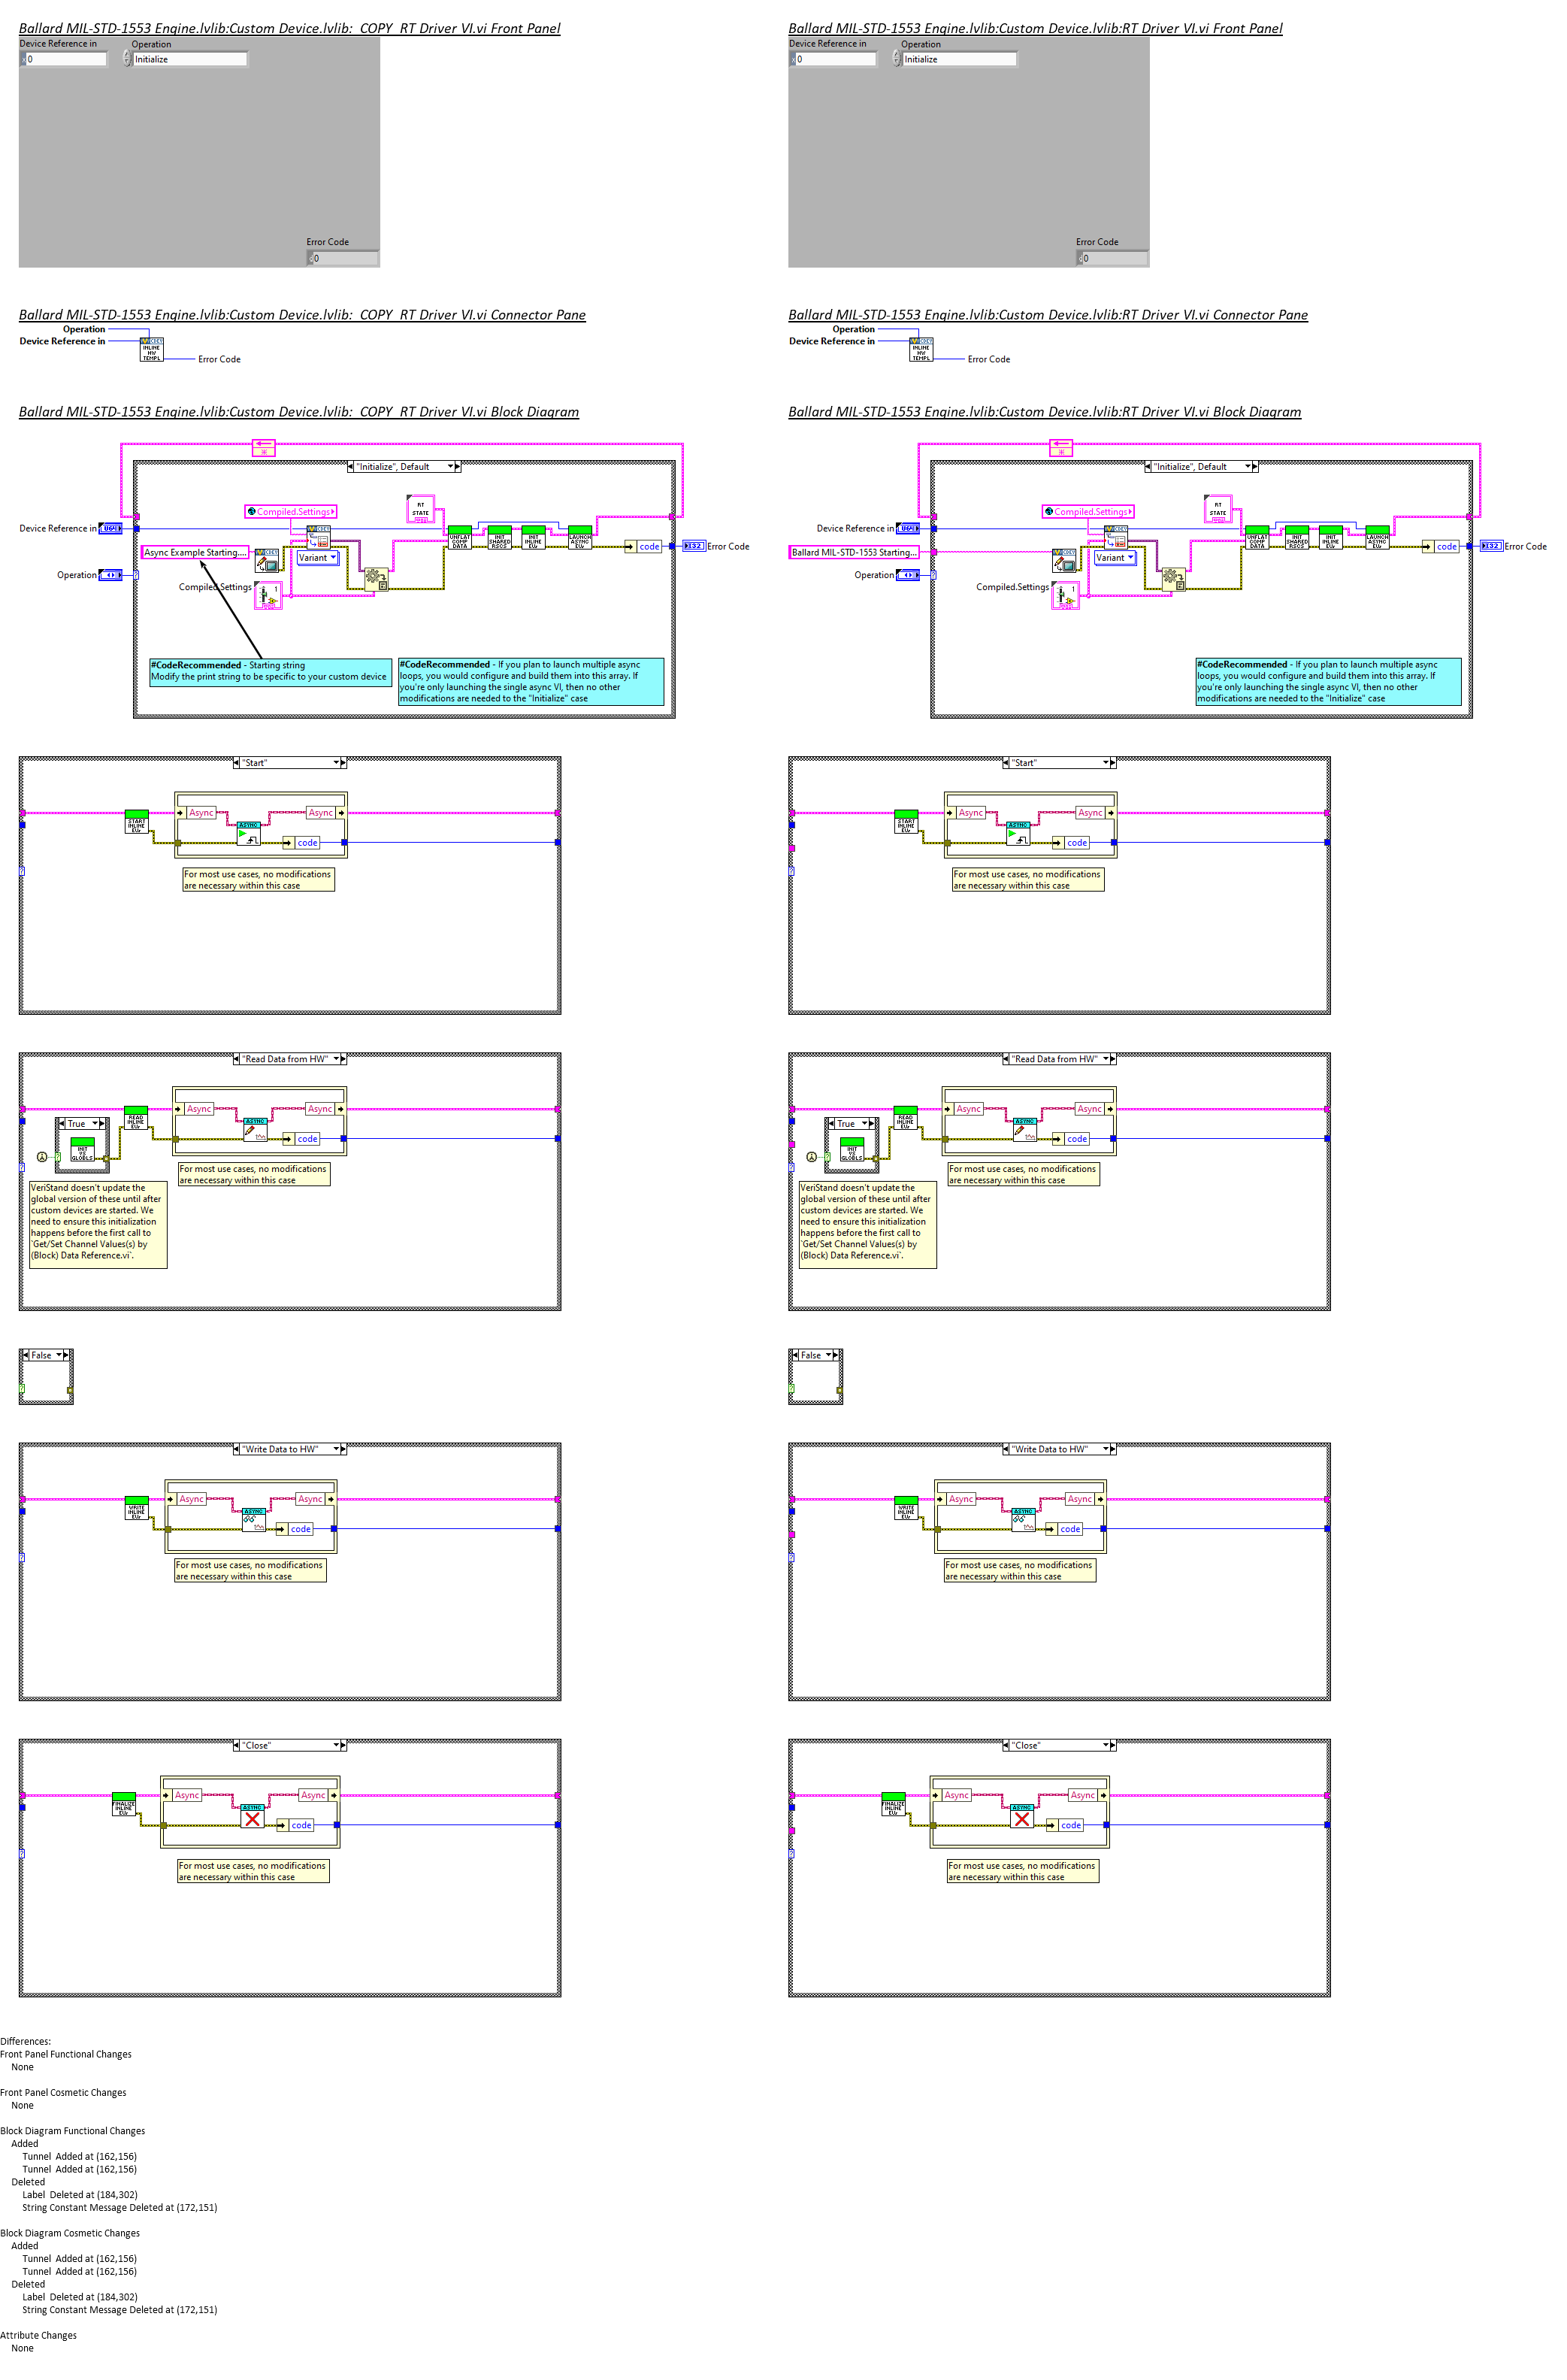 Ballard MIL-STD-1553 Engine.lvlib:Custom Device.lvlib:_COPY_RT Driver VI.vi Front Panel
Device Reference in
Operation
0
Initialize
Error Code
0
Ballard MIL-STD-1553 Engine.lvlib:Custom Device.lvlib:RT Driver VI.vi Front Panel
Device Reference in
Operation
0
Initialize
Error Code
0
Ballard MIL-STD-1553 Engine.lvlib:Custom Device.lvlib:_COPY_RT Driver VI.vi Connector Pane
Operation
Device Reference in
INLINE
HW
TEMPL
Error Code
Ballard MIL-STD-1553 Engine.lvlib:Custom Device.lvlib:RT Driver VI.vi Connector Pane
Operation
Device Reference in
INLINE
HW
TEMPL
Error Code
Ballard MIL-STD-1553 Engine.lvlib:Custom Device.lvlib:_COPY_RT Driver VI.vi Block Diagram
"Initialize", Default
RT
STATE
Compiled.Settings
Device Reference in
UNFLAT
COMP
DATA
INIT
SHARED
RSCS
INIT
INLINE
LAUNCH
ASYNC
code
I32
Error Code
Async Example Starting....
Variant
Operation
Compiled.Settings
#CodeRecommended - Starting string
Modify the print string to be specific to your custom device
#CodeRecommended - If you plan to launch multiple async
loops, you would configure and build them into this array. If
you're only launching the single async VI, then no other
modifications are needed to the "Initialize" case
Ballard MIL-STD-1553 Engine.lvlib:Custom Device.lvlib:RT Driver VI.vi Block Diagram
"Initialize", Default
RT
STATE
Compiled.Settings
Device Reference in
UNFLAT
COMP
DATA
INIT
SHARED
RSCS
INIT
INLINE
LAUNCH
ASYNC
code
I32
Error Code
Ballard MIL-STD-1553 Starting...
Variant
Operation
Compiled.Settings
#CodeRecommended - If you plan to launch multiple async
loops, you would configure and build them into this array. If
you're only launching the single async VI, then no other
modifications are needed to the "Initialize" case
"Start"
Async
Async
START
INLINE
ASYNC
code
For most use cases, no modifications
are necessary within this case
"Start"
Async
Async
START
INLINE
ASYNC
code
For most use cases, no modifications
are necessary within this case
"Read Data from HW"
Async
Async
READ
INLINE
True
ASYNC
code
INIT
VS
GLOBLS
For most use cases, no modifications
are necessary within this case
VeriStand doesn't update the
global version of these until after
custom devices are started. We
need to ensure this initialization
happens before the first call to
`Get/Set Channel Values(s) by
(Block) Data Reference.vi`.
"Read Data from HW"
Async
Async
READ
INLINE
True
ASYNC
code
INIT
VS
GLOBLS
For most use cases, no modifications
are necessary within this case
VeriStand doesn't update the
global version of these until after
custom devices are started. We
need to ensure this initialization
happens before the first call to
`Get/Set Channel Values(s) by
(Block) Data Reference.vi`.
False
False
"Write Data to HW"
Async
Async
WRITE
INLINE
ASYNC
code
For most use cases, no modifications
are necessary within this case
"Write Data to HW"
Async
Async
WRITE
INLINE
ASYNC
code
For most use cases, no modifications
are necessary within this case
"Close"
Async
Async
FINALIZE
INLINE
ASYNC
code
For most use cases, no modifications
are necessary within this case
"Close"
Async
Async
FINALIZE
INLINE
ASYNC
code
For most use cases, no modifications
are necessary within this case
Differences:
Front Panel Functional Changes
None
Front Panel Cosmetic Changes
None
Block Diagram Functional Changes
Added
Tunnel  Added at (162,156)
Tunnel  Added at (162,156)
Deleted
Label  Deleted at (184,302)
String Constant Message Deleted at (172,151)
Block Diagram Cosmetic Changes
Added
Tunnel  Added at (162,156)
Tunnel  Added at (162,156)
Deleted
Label  Deleted at (184,302)
String Constant Message Deleted at (172,151)
Attribute Changes
None